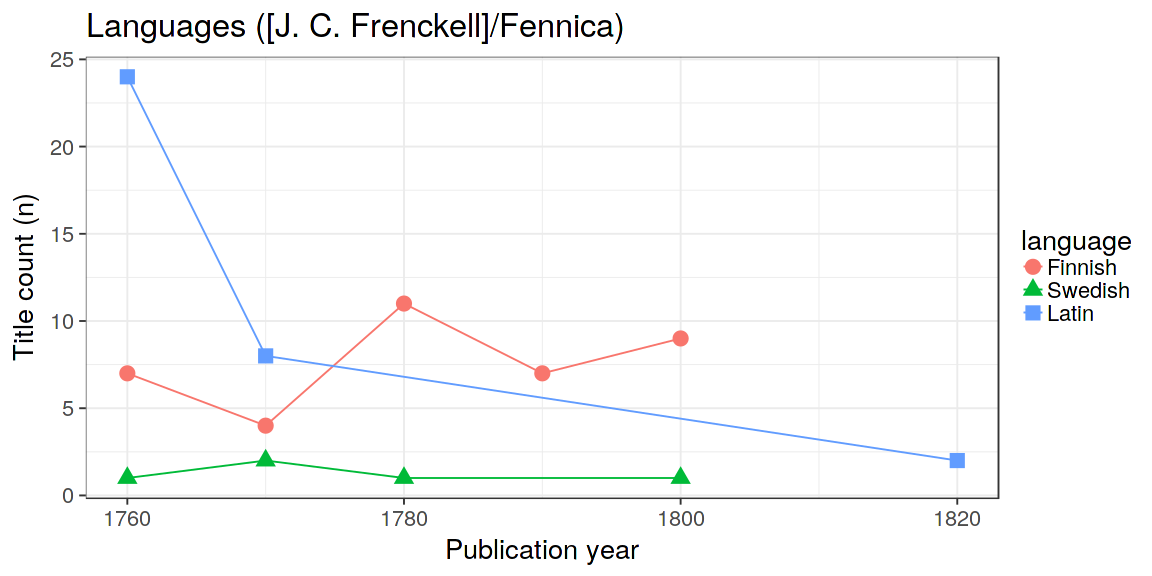 Languages ([J. C. Frenckell]/Fennica)
25
20
15
10
5
0
Title count (n)
1760
1780
1800
1820
Publication year
language
Finnish
Swedish
Latin